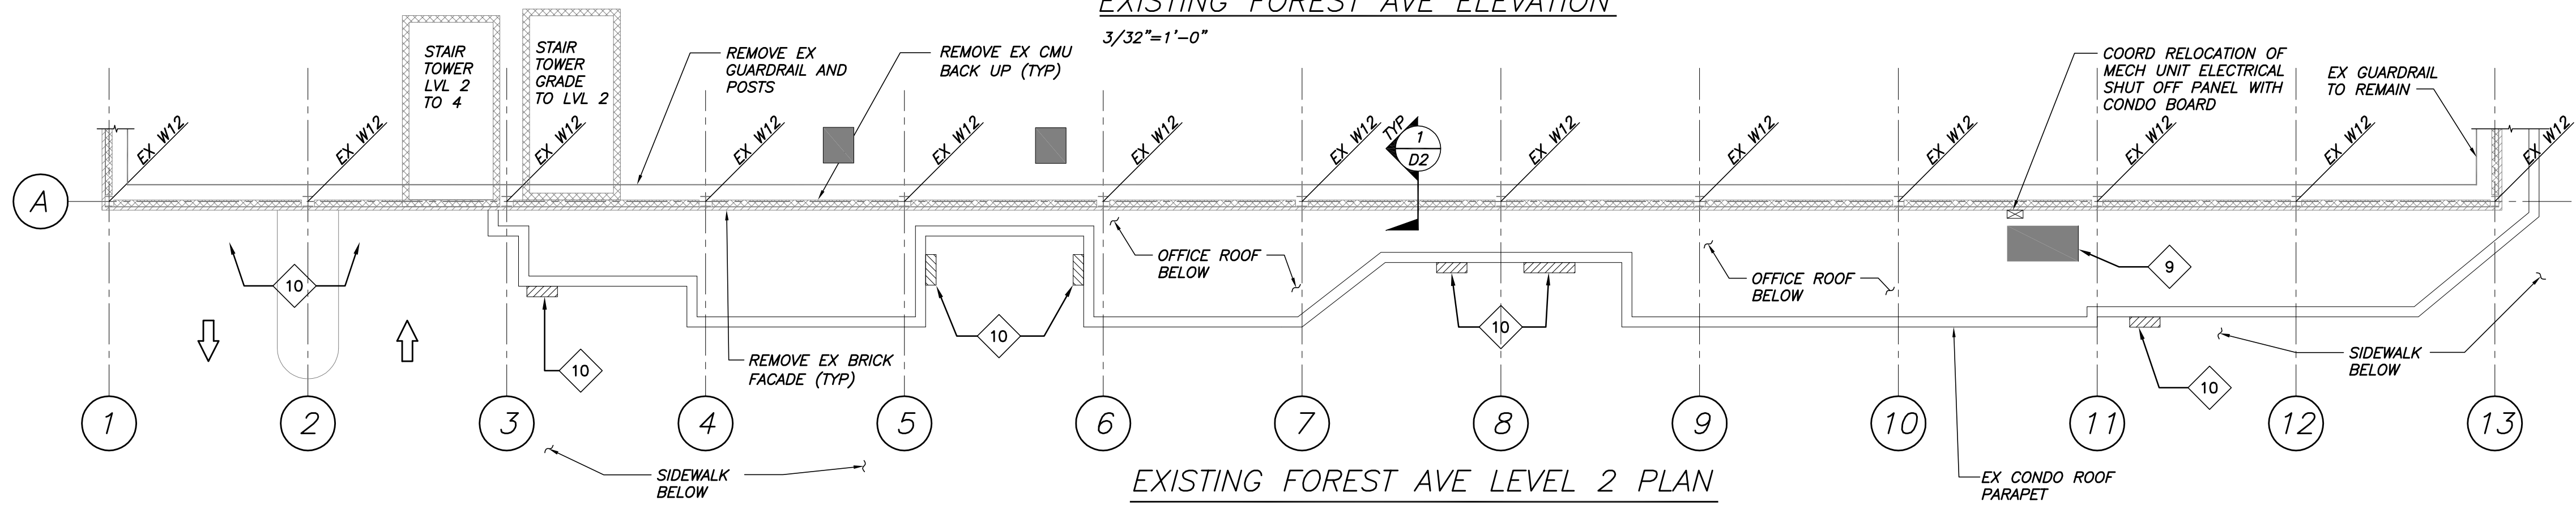 EXISTING FOREST AVE ELEVATION
3/32"=1'-0"
STAIR
TOWER
LVL 2
TO 4
STAIR
TOWER
GRADE
TO LVL 2
REMOVE EX
GUARDRAIL AND
POSTS
REMOVE EX CMU
BACK UP (TYP)
COORD RELOCATION OF
MECH UNIT ELECTRICAL
SHUT OFF PANEL WITH
CONDO BOARD
EX GUARDRAIL
TO REMAIN
EX W12
EX W12
EX W12
EX W12
EX W12
EX W12
EX W12
TYP
1
D2
EX W12
EX W12
EX W12
EX W12
EX W12
EX W12
A
OFFICE ROOF
BELOW
OFFICE ROOF
BELOW
9
10
10
10
10
10
REMOVE EX BRICK
FACADE (TYP)
SIDEWALK
BELOW
1
2
3
4
5
6
7
8
9
10
11
12
13
SIDEWALK
BELOW
EXISTING FOREST AVE LEVEL 2 PLAN
EX CONDO ROOF
PARAPET